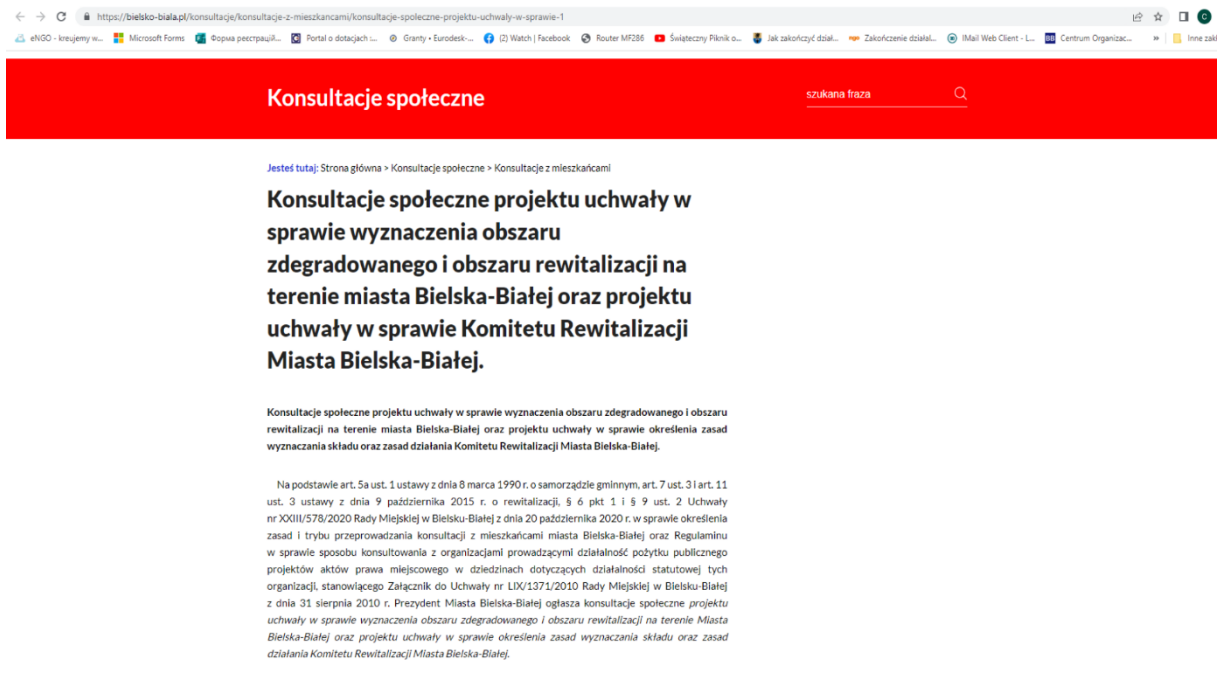 https://bielsko-biala.pl/konsultacje/konsultacje-z-mieszkancami/konsultacje-spoleczne-projektu-uchwaly-w-sprawie-1
eNGO - kreujemy w... Microsoft Forms Форма реєстрації... Portal o dotacjach :... Granty • Eurodesk-... (2) Watch | Facebook Router MF286 Świąteczny Piknik o... Jak zakończyć dział... Zakończenie działal... IMail Web Client - L... Centrum Organizac... » Inne zakł
Konsultacje społeczne
szukana fraza
Jesteś tutaj: Strona główna > Konsultacje społeczne > Konsultacje z mieszkańcami
Konsultacje społeczne projektu uchwały w
sprawie wyznaczenia obszaru
zdegradowanego i obszaru rewitalizacji na
terenie miasta Bielska-Białej oraz projektu
uchwały w sprawie Komitetu Rewitalizacji
Miasta Bielska-Białej.
Konsultacje społeczne projektu uchwały w sprawie wyznaczenia obszaru zdegradowanego i obszaru
rewitalizacji na terenie miasta Bielska-Białej oraz projektu uchwały w sprawie określenia zasad
wyznaczania składu oraz zasad działania Komitetu Rewitalizacji Miasta Bielska-Białej.
Na podstawie art. 5a ust. 1 ustawy z dnia 8 marca 1990 r. o samorządzie gminnym, art. 7 ust. 3 i art. 11
ust. 3 ustawy z dnia 9 października 2015 r. o rewitalizacji, § 6 pkt 1 i § 9 ust. 2 Uchwały
nr XXIII/578/2020 Rady Miejskiej w Bielsku-Białej z dnia 20 października 2020 r. w sprawie określenia
zasad i trybu przeprowadzania konsultacji z mieszkańcami miasta Bielska-Białej oraz Regulaminu
w sprawie sposobu konsultowania z organizacjami prowadzącymi działalność pożytku publicznego
projektów aktów prawa miejscowego w dziedzinach dotyczących działalności statutowej tych
organizacji, stanowiącego Załącznik do Uchwały nr LIX/1371/2010 Rady Miejskiej w Bielsku-Białej
z dnia 31 sierpnia 2010 r. Prezydent Miasta Bielska-Białej ogłasza konsultacje społeczne projektu
uchwały w sprawie wyznaczenia obszaru zdegradowanego i obszaru rewitalizacji na terenie Miasta
Bielska-Białej oraz projektu uchwały w sprawie określenia zasad wyznaczania składu oraz zasad
działania Komitetu Rewitalizacji Miasta Bielska-Białej.